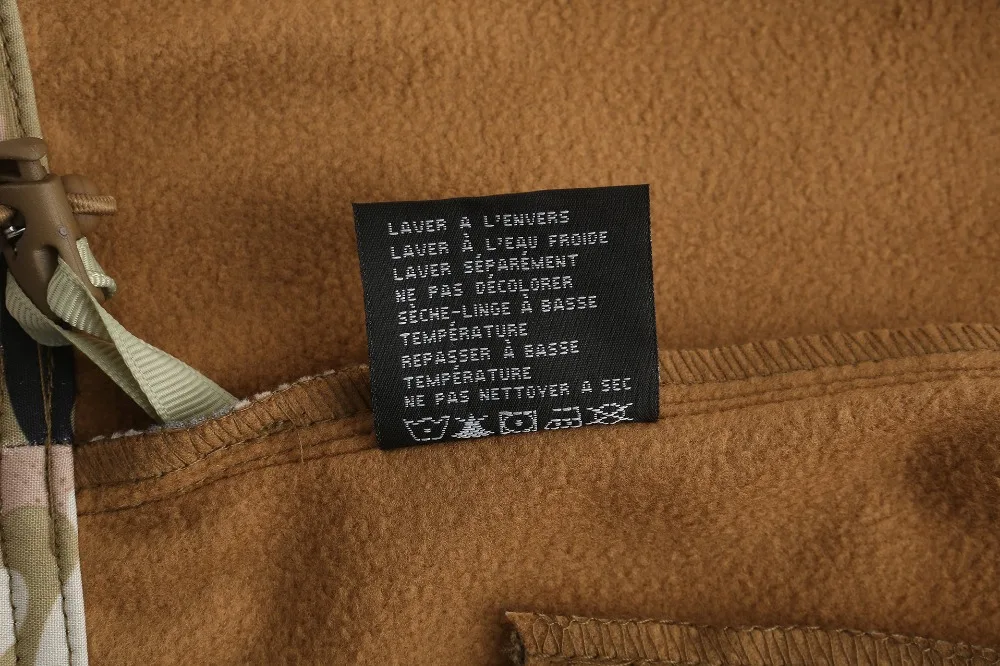 LAVER A L'ENVERS
LAVER À L'EAU FROIDE
LAVER SÉPARÉMENT
NE PAS DÉCOLORER
SÈCHE-LINGE À BASSE
TEMPÉRATURE
REPASSER À BASSE
TEMPÉRATURE
NE PAS NETTOYER A SEC